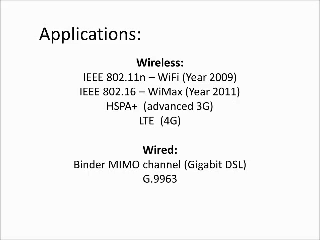 Applications:
Wireless:
IEEE 802.11n – WiFi (Year 2009)
IEEE 802.16 – WiMax (Year 2011)
HSPA+  (advanced 3G)
LTE  (4G)
Wired:
Binder MIMO channel (Gigabit DSL)
G.9963